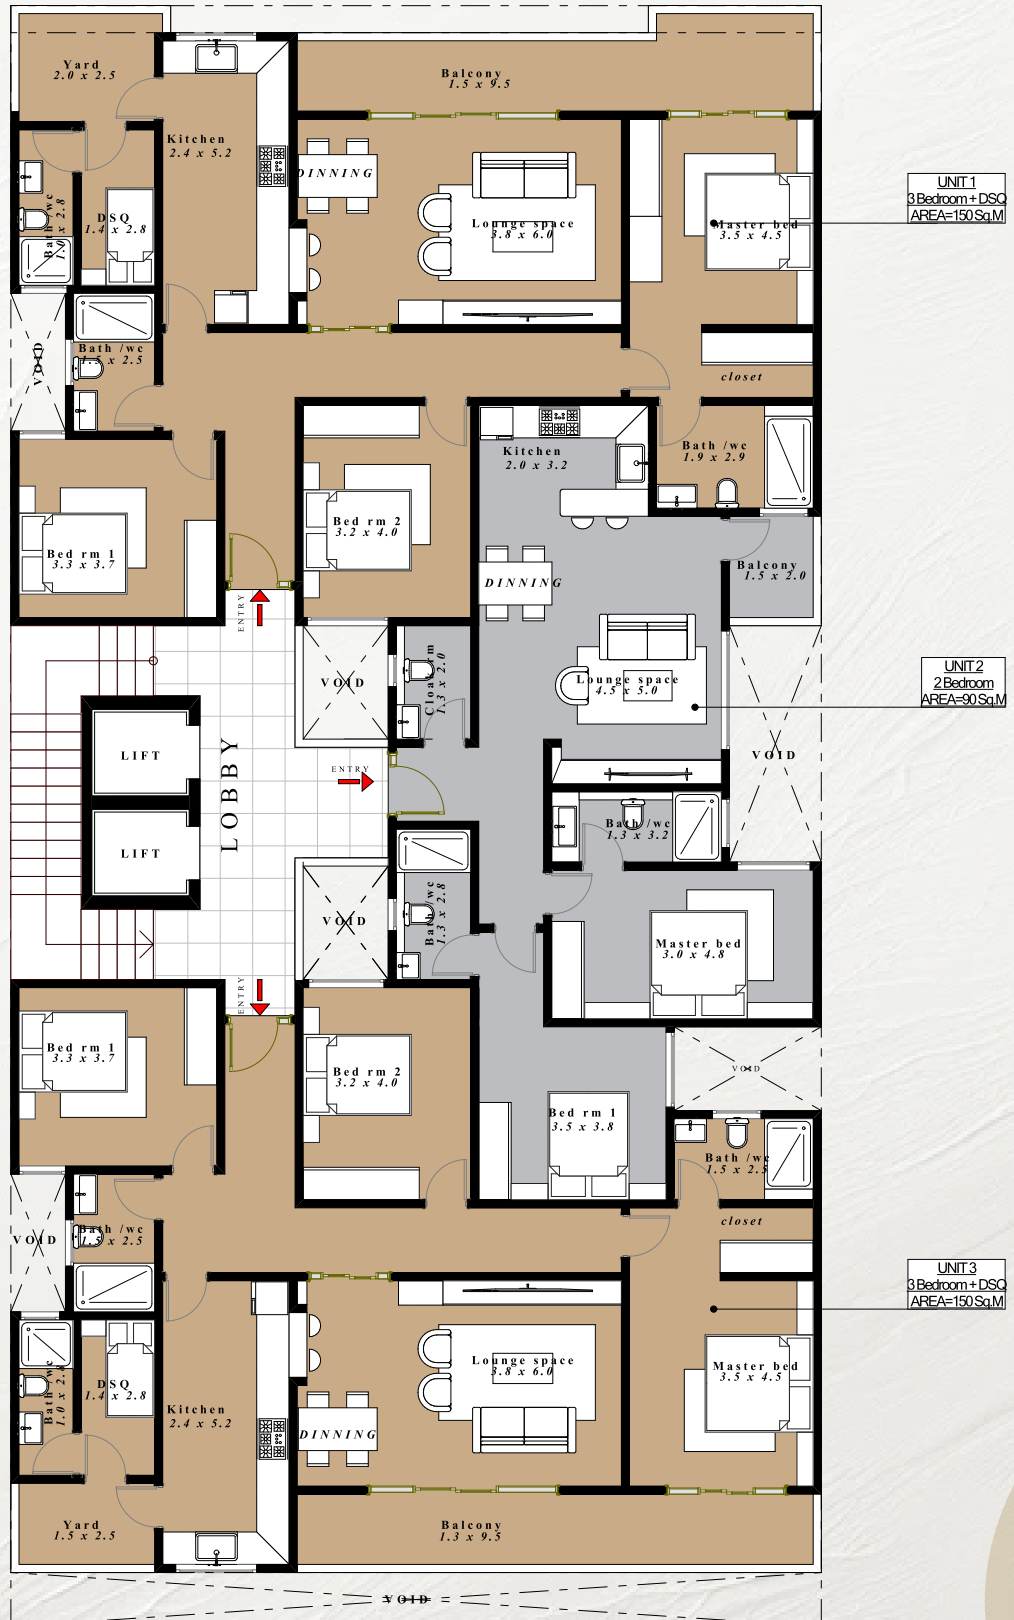 Yard
2.0 x 2.5
Balcony
1.5 x 9.5
Kitchen
2.4 x 5.2
DINNING
Lounge space
3.8 x 6.0
Master bed
3.5 x 4.5
UNIT 1
3 Bedroom + DSQ
AREA=150 Sq.M
Bath /wc
1.0 x 2.8
DSQ
1.4 x 2.8
VOID
Bath /wc
1.5 x 2.5
closet
Bath /wc
1.9 x 2.9
Kitchen
2.0 x 3.2
Bed rm 2
3.2 x 4.0
Bed rm 1
3.3 x 3.7
DINNING
Balcony
1.5 x 2.0
ENTRY
VOID
Cloak rm
1.3 x 2.0
Lounge space
4.5 x 5.0
UNIT 2
2 Bedroom
AREA=90 Sq.M
LIFT
LOBBY
ENTRY
VOID
LIFT
Bath /wc
1.3 x 3.2
VOID
Bath /wc
1.3 x 2.8
Master bed
3.0 x 4.8
ENTRY
Bed rm 1
3.3 x 3.7
Bed rm 2
3.2 x 4.0
VOID
Bed rm 1
3.5 x 3.8
Bath /wc
1.5 x 2.5
VOID
Bath /wc
1.5 x 2.5
closet
UNIT 3
3 Bedroom + DSQ
AREA=150 Sq.M
Bath /wc
1.0 x 2.8
DSQ
1.4 x 2.8
Kitchen
2.4 x 5.2
DINNING
Lounge space
3.8 x 6.0
Master bed
3.5 x 4.5
Yard
1.5 x 2.5
Balcony
1.3 x 9.5
VOID